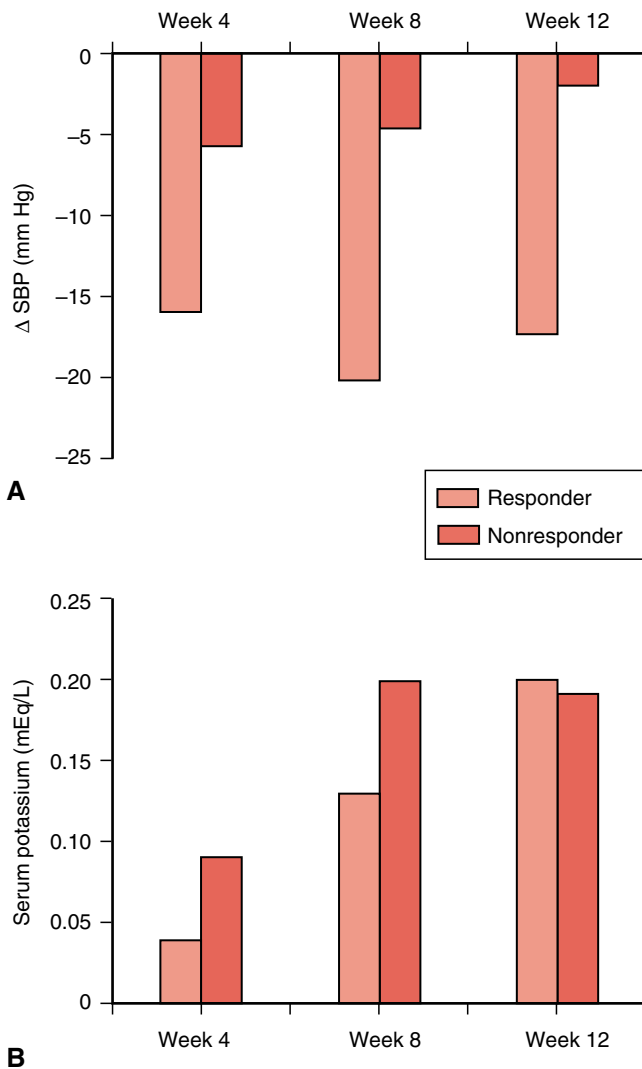 Week 4
Week 8
Week 12
0
–5
–10
–15
–20
–25
Δ SBP (mm Hg)
A
Responder
Nonresponder
0.25
0.20
0.15
0.10
0.05
0
Serum potassium (mEq/L)
Week 4
Week 8
Week 12
B